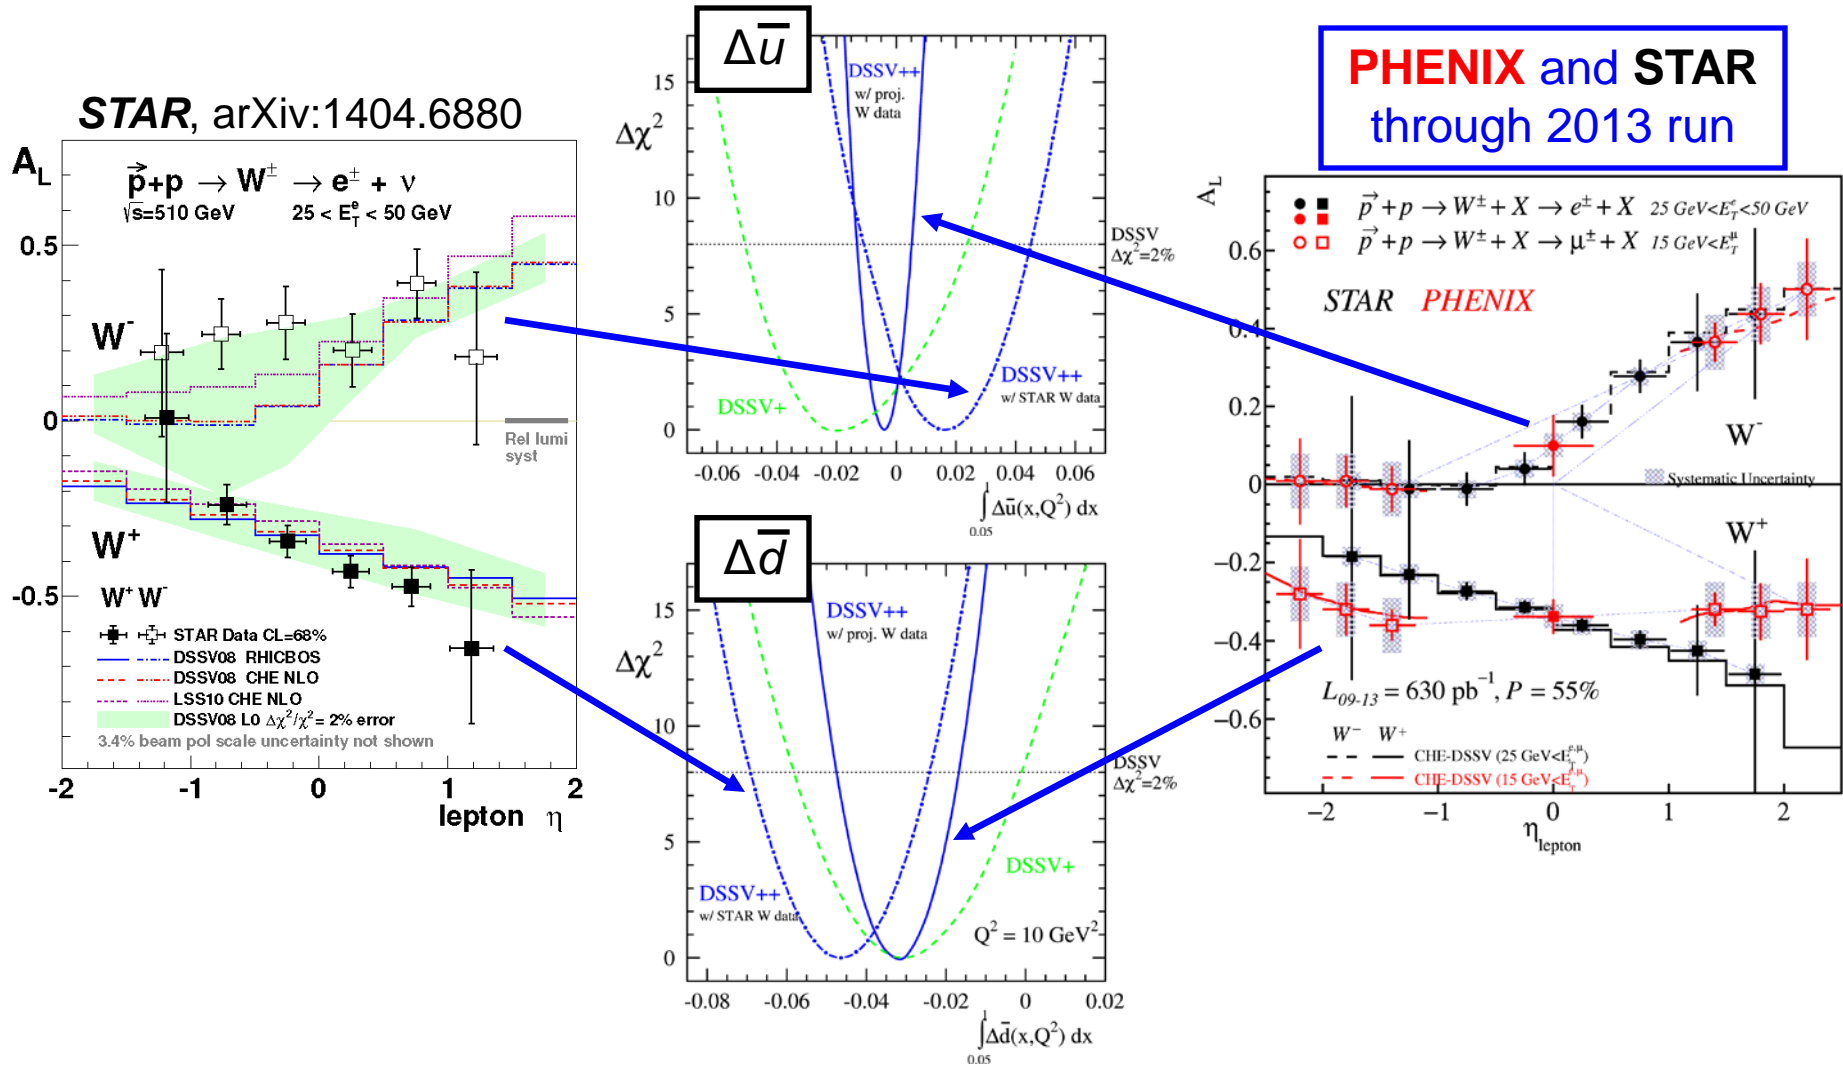 STAR, arXiv:1404.6880
A_L
p⃗+p → W± → e± + ν
√s=510 GeV 25 < E_T^e < 50 GeV
0.5
W-
0
Rel lumi
syst
W+
-0.5
W+ W-
STAR Data CL=68%
DSSV08 RHICBOS
DSSV08 CHE NLO
LSS10 CHE NLO
DSSV08 L0 Δχ²/χ²= 2% error
3.4% beam pol scale uncertainty not shown
-2 -1 0 1 2
lepton η
Δū
Δχ²
15
10
5
0
DSSV++
w/ proj.
W data
DSSV
Δχ²=2%
DSSV+
DSSV++
w/ STAR W data
-0.06 -0.04 -0.02 0 0.02 0.04 0.06
∫Δū(x,Q²) dx
1
0.05
Δd̄
Δχ²
15
10
5
0
DSSV++
w/ proj. W data
DSSV
Δχ²=2%
DSSV+
DSSV++
w/ STAR W data
Q² = 10 GeV²
-0.08 -0.06 -0.04 -0.02 0 0.02
∫Δd̄(x,Q²) dx
1
0.05
PHENIX and STAR
through 2013 run
A_L
p⃗ + p → W± + X → e± + X 25 GeV<E_T^e<50 GeV
p⃗ + p → W± + X → μ± + X 15 GeV<E_T^μ
0.6
STAR PHENIX
0.4
0.2
W-
Systematic Uncertainty
0
W+
−0.2
−0.4
L_09-13 = 630 pb⁻¹, P = 55%
−0.6
W− W+
CHE-DSSV (25 GeV<E_T^e,μ)
CHE-DSSV (15 GeV<E_T^e,μ)
−2 −1 0 1 2
η_lepton